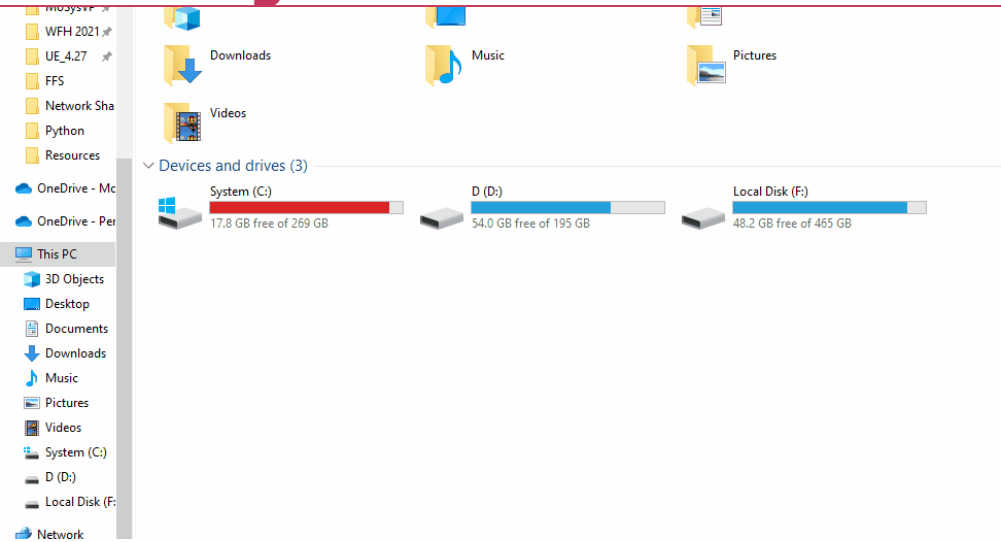 MoSysVP
WFH 2021
UE_4.27
FFS
Network Sha
Python
Resources
OneDrive - Mc
OneDrive - Per
This PC
3D Objects
Desktop
Documents
Downloads
Music
Pictures
Videos
System (C:)
D (D:)
Local Disk (F:
Network
Downloads
Music
Pictures
Videos
Devices and drives (3)
System (C:)
17.8 GB free of 269 GB
D (D:)
54.0 GB free of 195 GB
Local Disk (F:)
48.2 GB free of 465 GB